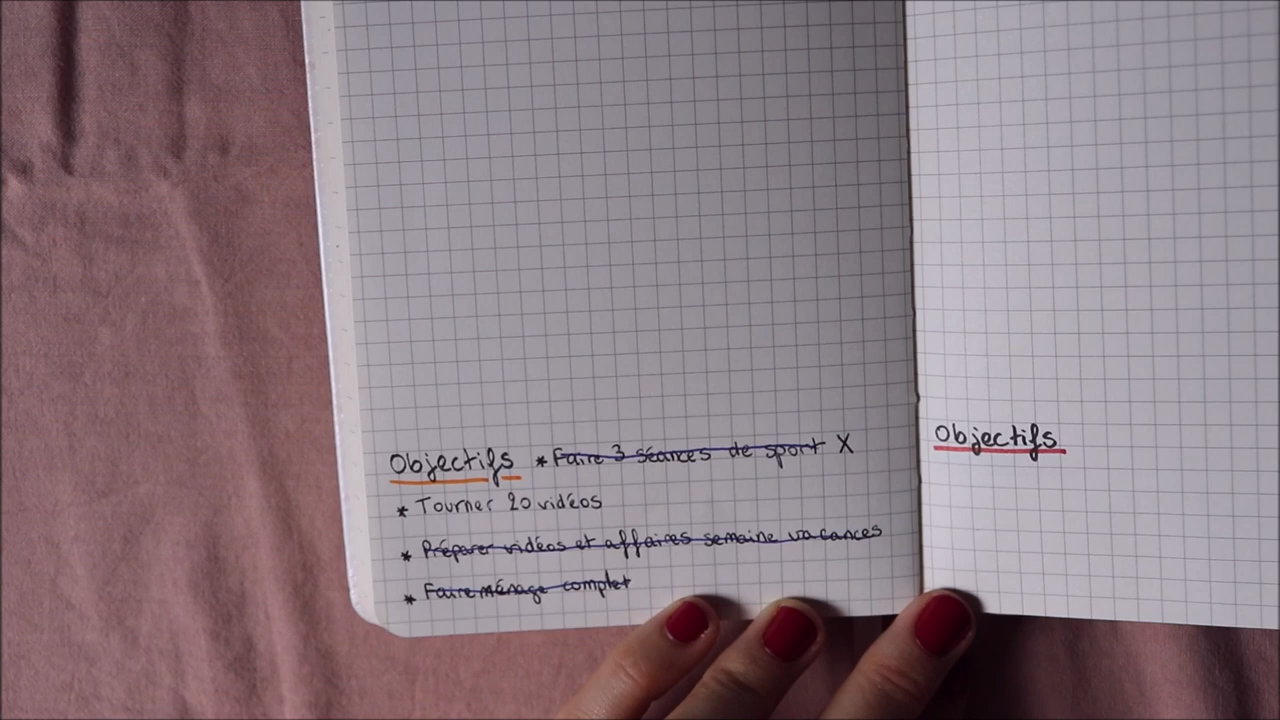 Objectifs * Faire 3 séances de sport X
* Tourner 20 vidéos
* Préparer vidéos et affaires semaine vacances
* Faire ménage complet
Objectifs